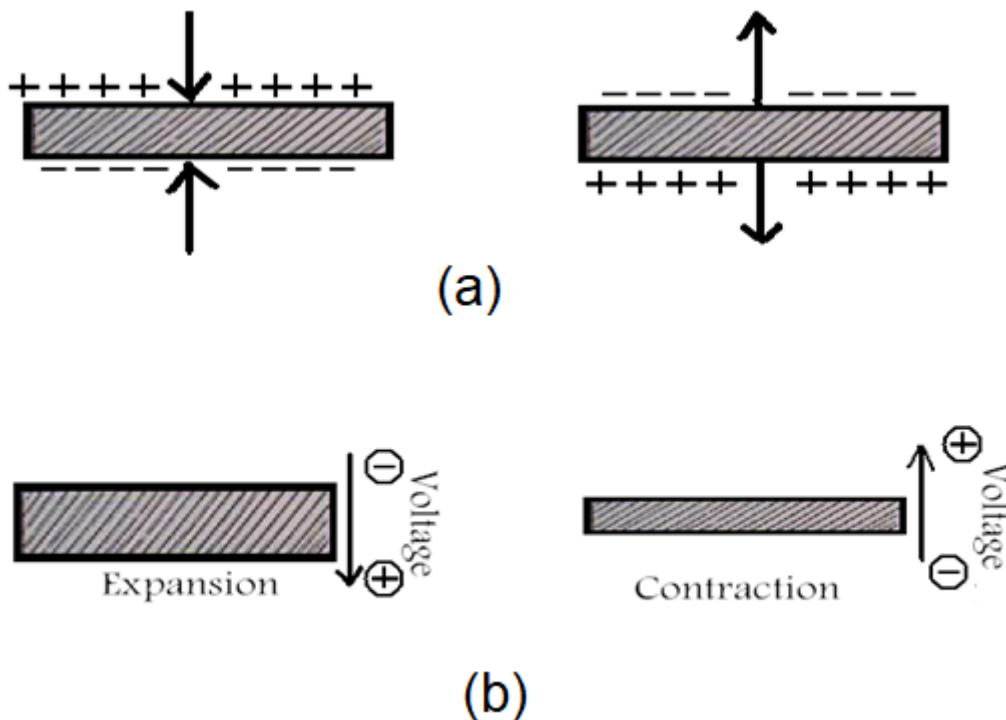 + + + + + + + +
— — — — — — — —
— — — — — — — —
+ + + + + + + +
(a)
− Voltage +
Expansion
+ Voltage −
Contraction
(b)